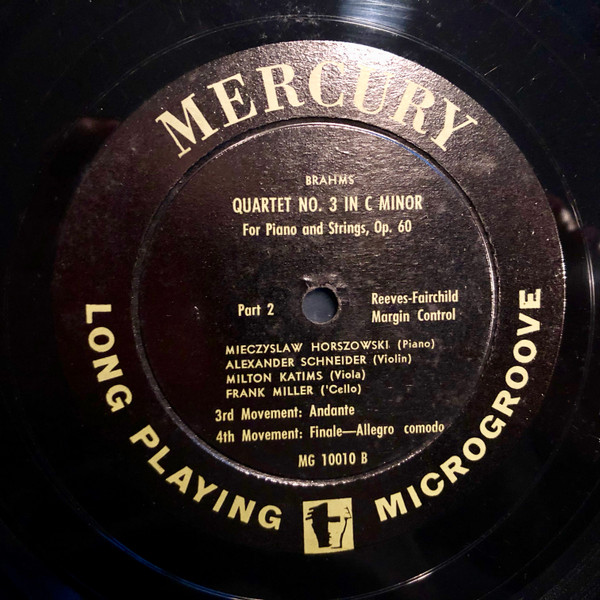 MERCURY
BRAHMS
QUARTET NO. 3 IN C MINOR
For Piano and Strings, Op. 60
Part 2
Reeves-Fairchild
Margin Control
MIECZYSLAW HORSZOWSKI (Piano)
ALEXANDER SCHNEIDER (Violin)
MILTON KATIMS (Viola)
FRANK MILLER ('Cello)
3rd Movement: Andante
4th Movement: Finale—Allegro comodo
MG 10010 B
LONG PLAYING MICROGROOVE